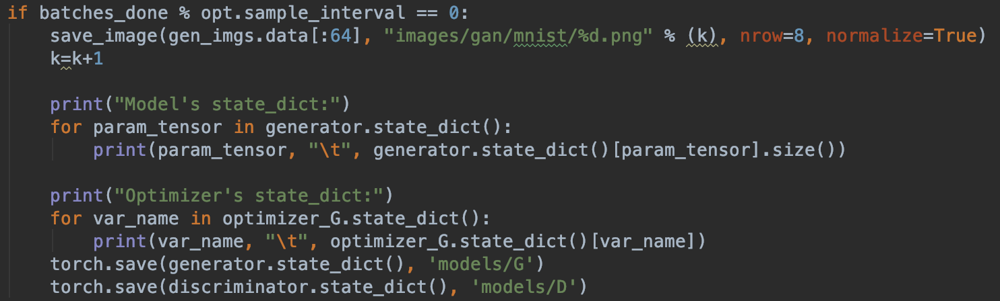 if batches_done % opt.sample_interval == 0:
    save_image(gen_imgs.data[:64], "images/gan/mnist/%d.png" % (k), nrow=8, normalize=True)
    k=k+1

    print("Model's state_dict:")
    for param_tensor in generator.state_dict():
        print(param_tensor, "\t", generator.state_dict()[param_tensor].size())

    print("Optimizer's state_dict:")
    for var_name in optimizer_G.state_dict():
        print(var_name, "\t", optimizer_G.state_dict()[var_name])
    torch.save(generator.state_dict(), 'models/G')
    torch.save(discriminator.state_dict(), 'models/D')